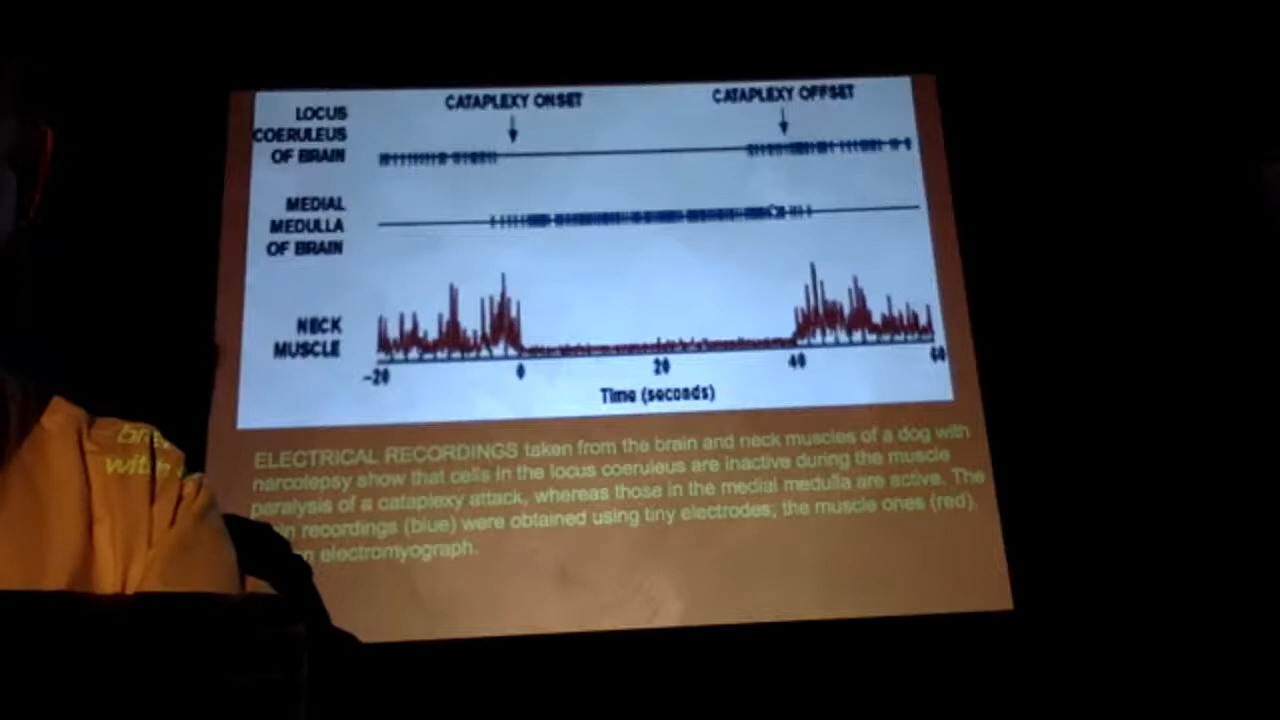 LOCUS
COERULEUS
OF BRAIN
CATAPLEXY ONSET
CATAPLEXY OFFSET
MEDIAL
MEDULLA
OF BRAIN
NECK
MUSCLE
-20 0 20 40 60
Time (seconds)
ELECTRICAL RECORDINGS taken from the brain and neck muscles of a dog with
narcolepsy show that cells in the locus coeruleus are inactive during the muscle
paralysis of a cataplexy attack, whereas those in the medial medulla are active. The
recordings (blue) were obtained using tiny electrodes; the muscle ones (red),
electromyograph.